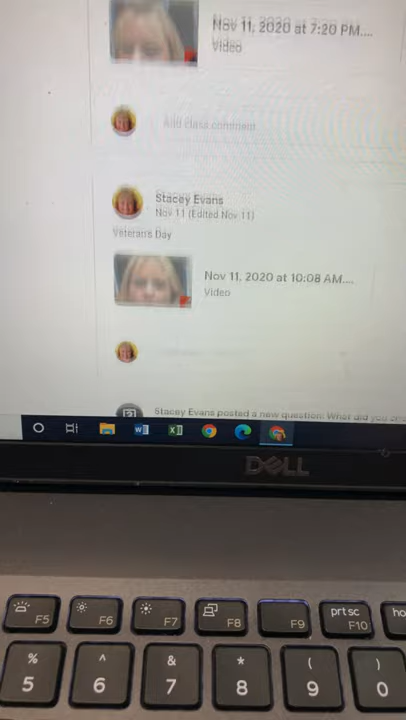 Nov 11, 2020 at 7:20 PM....
Video
Add class comment
Stacey Evans
Nov 11 (Edited Nov 11)
Veteran's Day
Nov 11, 2020 at 10:08 AM....
Video
Stacey Evans posted a new question: What did you
DELL
F5
F6
F7
F8
F9
prt sc
F10
ho
%
5
^
6
&
7
*
8
(
9
)
0